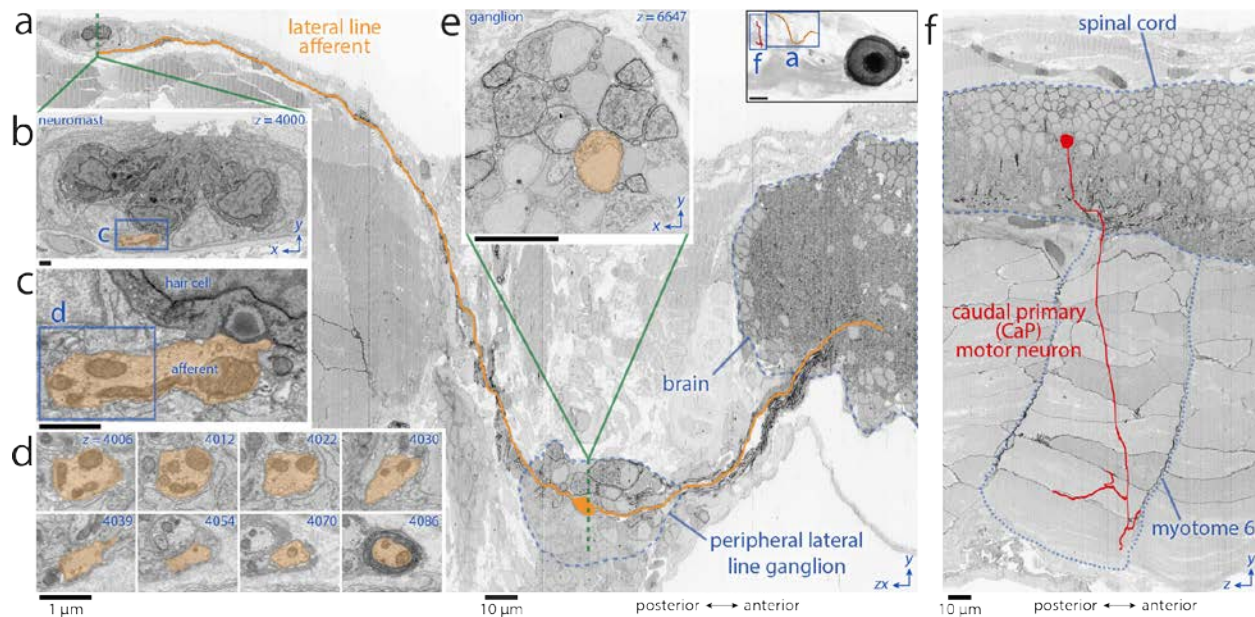 a
lateral line
afferent
b
neuromast
z = 4000
c
y
x
c
hair cell
d
afferent
d
z = 4006
4012
4022
4030
4039
4054
4070
4086
1 μm
e
ganglion
z = 6647
y
x
f
a
brain
peripheral lateral
line ganglion
y
zx
10 μm
posterior ↔ anterior
f
spinal cord
caudal primary
(CaP)
motor neuron
myotome 6
y
z
10 μm
posterior ↔ anterior